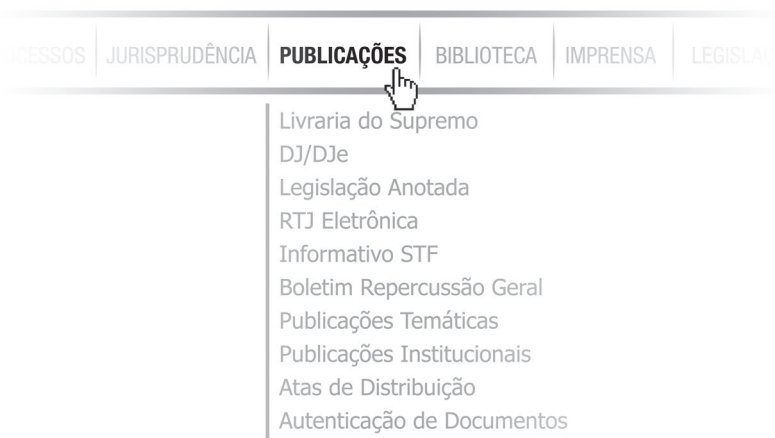 JURISPRUDÊNCIA PUBLICAÇÕES BIBLIOTECA IMPRENSA
Livraria do Supremo
DJ/DJe
Legislação Anotada
RTJ Eletrônica
Informativo STF
Boletim Repercussão Geral
Publicações Temáticas
Publicações Institucionais
Atas de Distribuição
Autenticação de Documentos